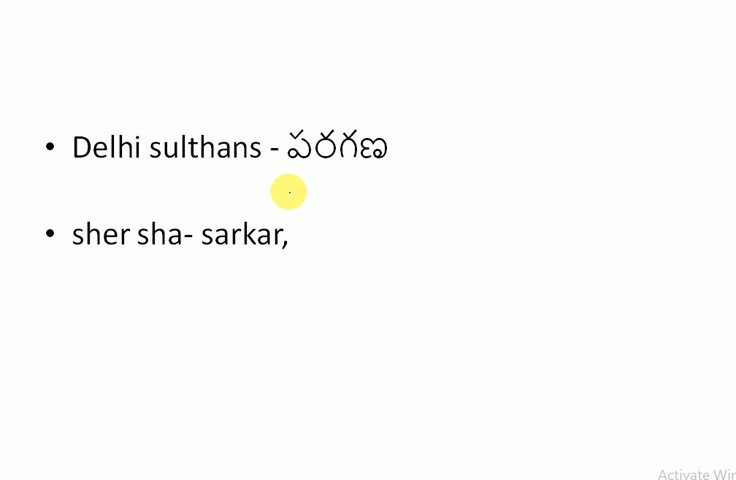 • Delhi sulthans - పరగణ
• sher sha- sarkar,
Activate Wir